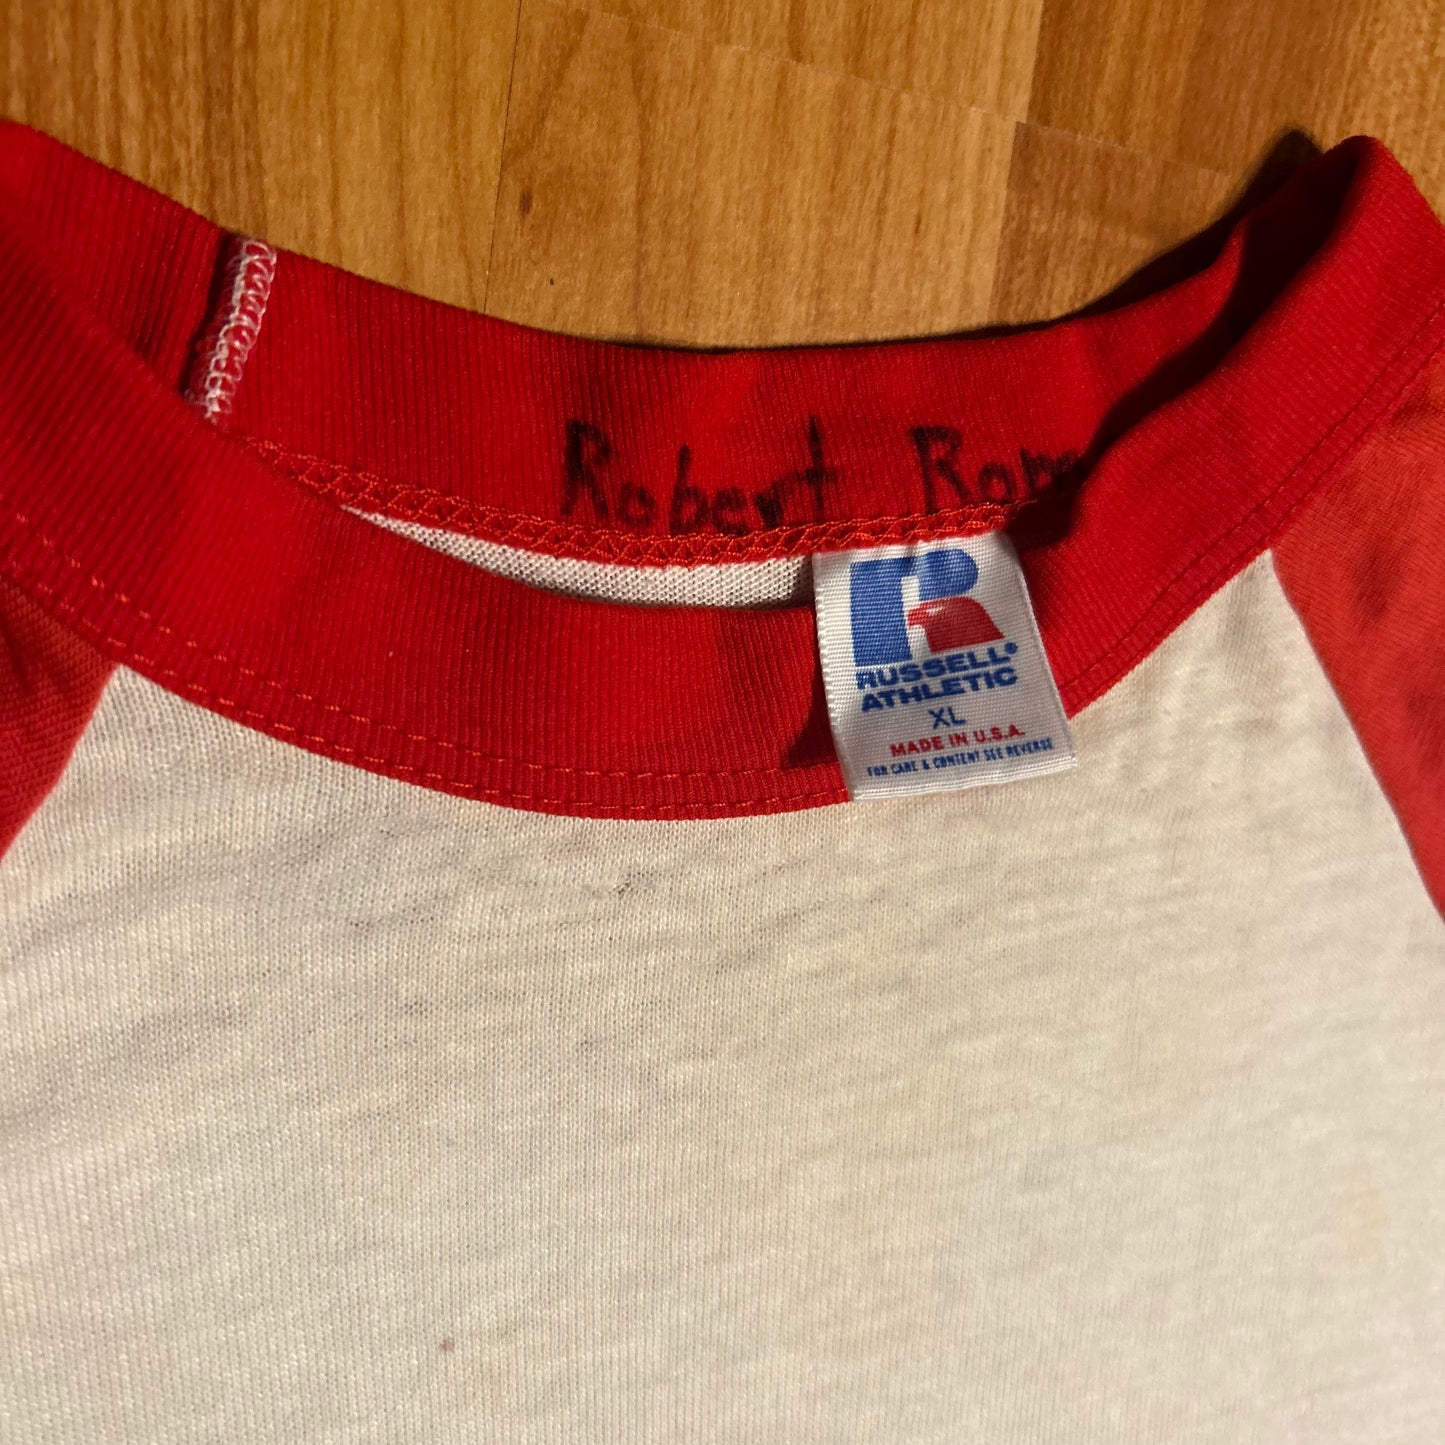 Robert
RUSSELL®
ATHLETIC
XL
MADE IN U.S.A.
FOR CARE & CONTENT SEE REVERSE